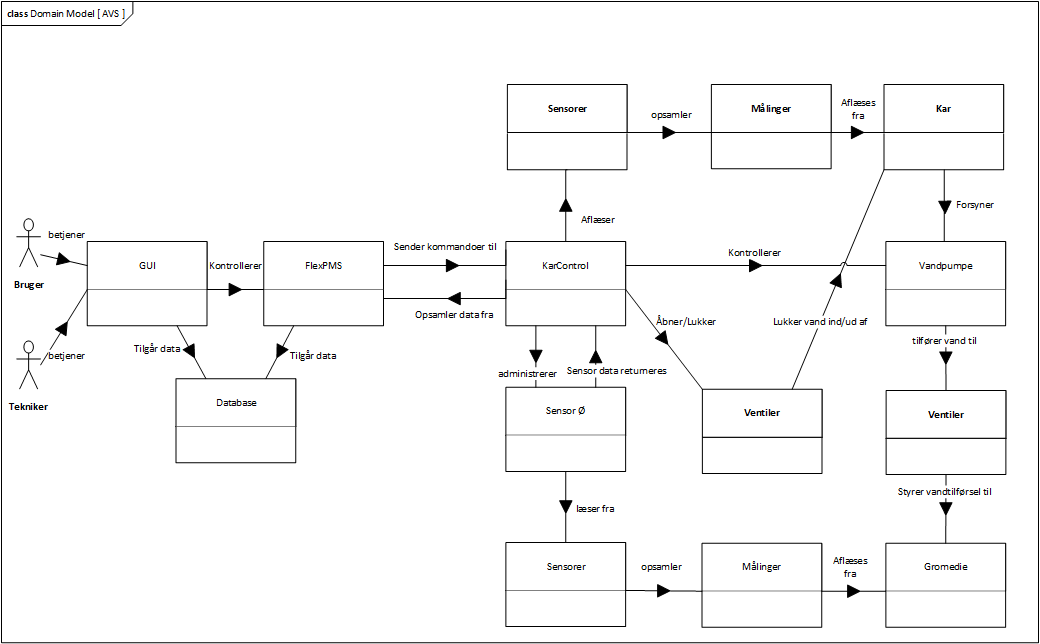 class Domain Model [ AVS ]
Sensorer
opsamler
Målinger
Aflæses
fra
Kar
Aflæser
Forsyner
betjener
Bruger
GUI
Kontrollerer
FlexPMS
Sender kommandoer til
Opsamler data fra
KarControl
Kontrollerer
Vandpumpe
betjener
Tekniker
Tilgår data
Tilgår data
Database
administrerer
Sensor data returneres
Åbner/Lukker
Lukker vand ind/ud af
tilfører vand til
Sensor Ø
Ventiler
Ventiler
læser fra
Styrer vandtilførsel til
Sensorer
opsamler
Målinger
Aflæses
fra
Gromedie